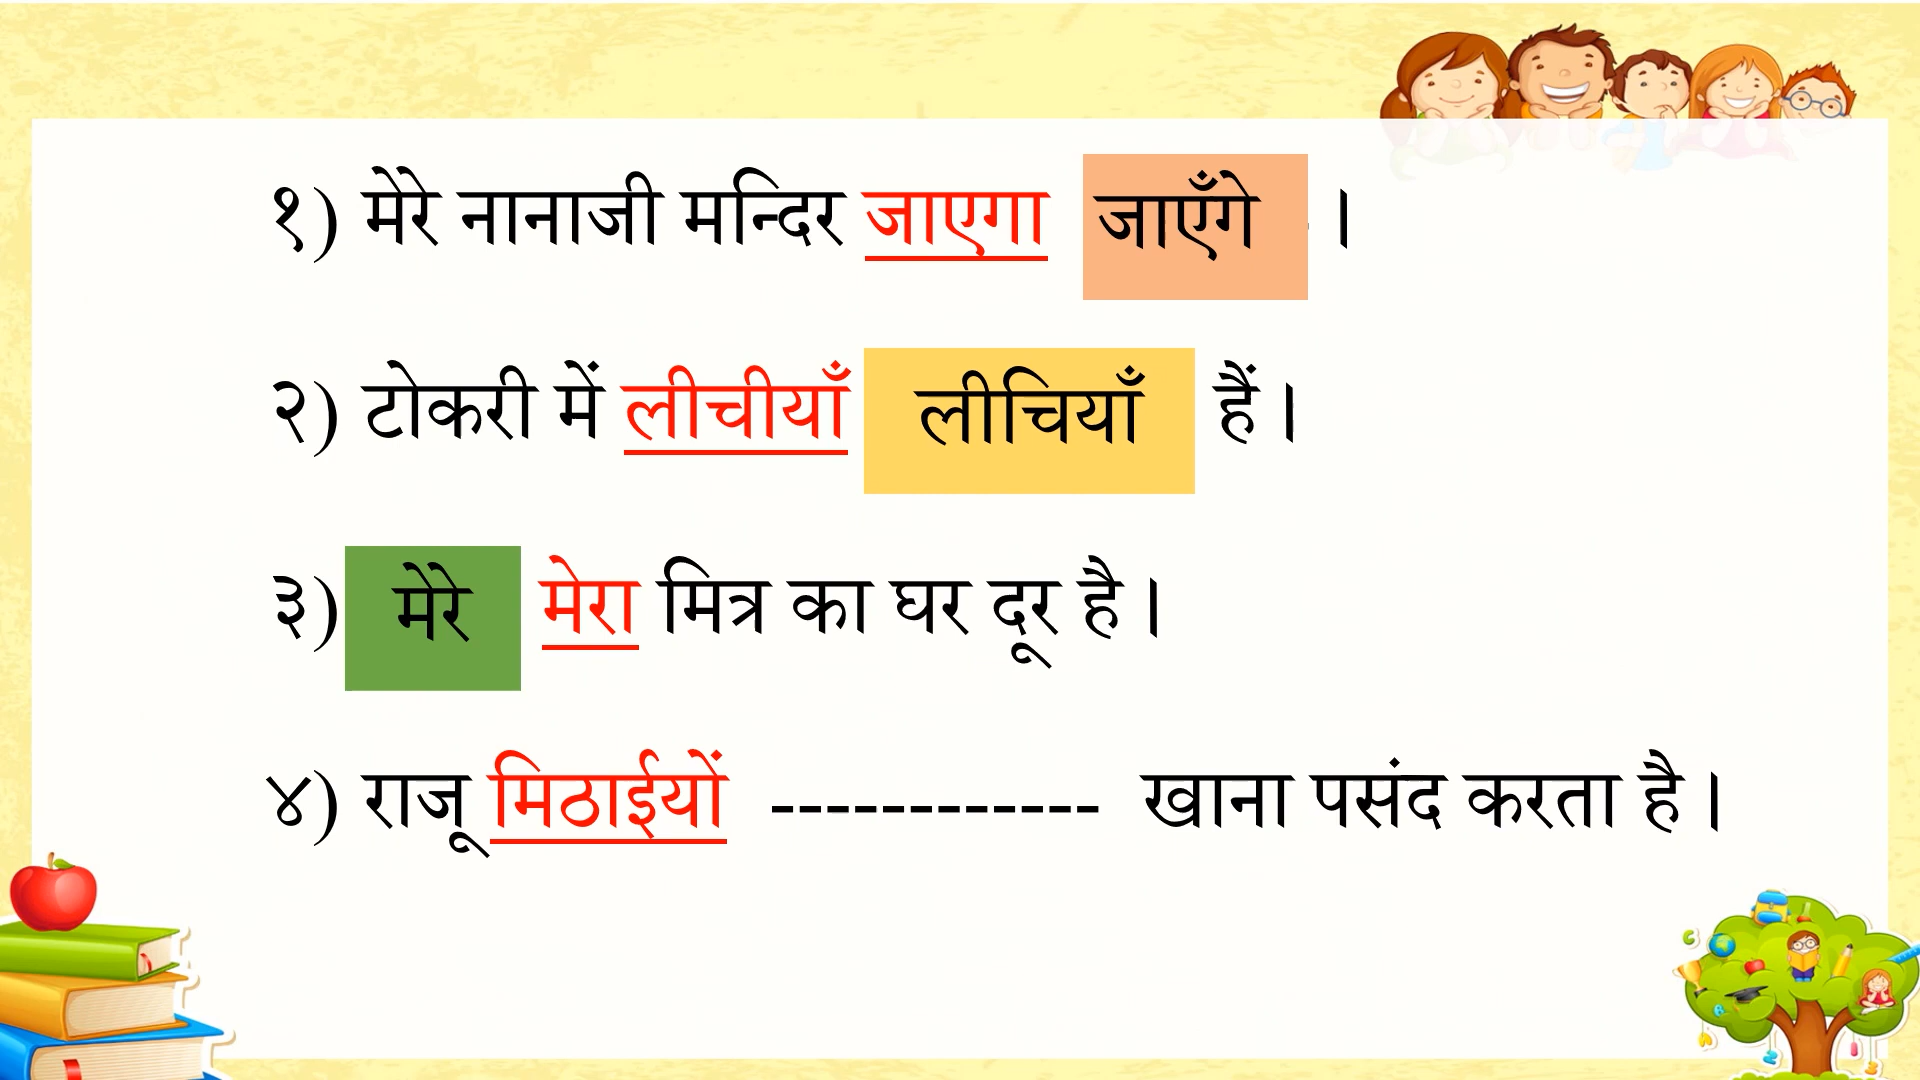 १) मेरे नानाजी मन्दिर जाएगा जाएँगे ।
२) टोकरी में लीचीयाँ लीचियाँ हैं।
३) मेरे मेरा मित्र का घर दूर है।
४) राजू मिठाईयों ------------ खाना पसंद करता है।